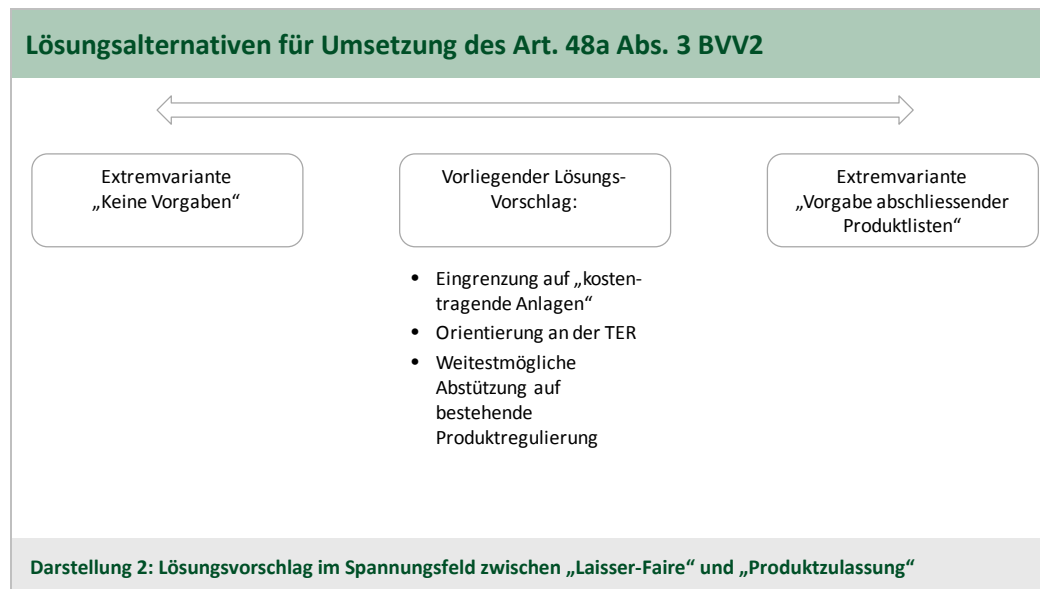 Lösungsalternativen für Umsetzung des Art. 48a Abs. 3 BVV2
Extremvariante
„Keine Vorgaben“
Vorliegender Lösungs-
Vorschlag:
Extremvariante
„Vorgabe abschliessender
Produktlisten“
• Eingrenzung auf „kosten-
tragende Anlagen“
• Orientierung an der TER
• Weitestmögliche
Abstützung auf
bestehende
Produktregulierung
Darstellung 2: Lösungsvorschlag im Spannungsfeld zwischen „Laisser-Faire“ und „Produktzulassung“